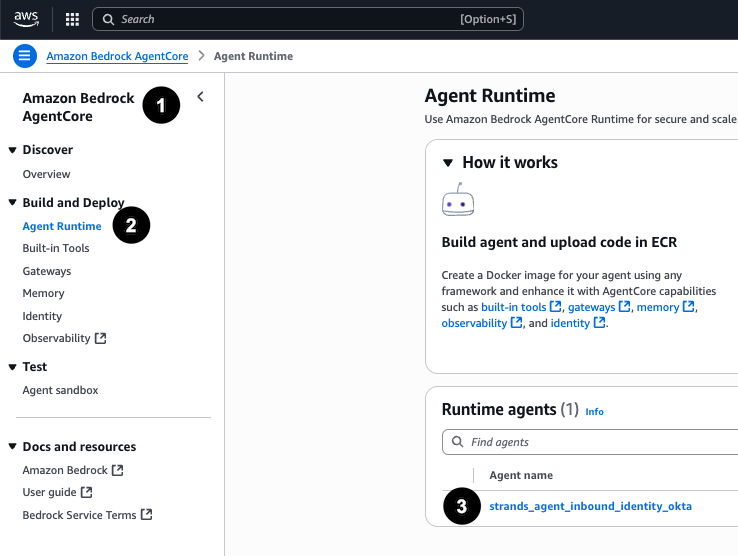 aws
Search
[Option+S]
Amazon Bedrock AgentCore > Agent Runtime
Amazon Bedrock
AgentCore
1
Discover
Overview
Build and Deploy
Agent Runtime
2
Built-in Tools
Gateways
Memory
Identity
Observability
Test
Agent sandbox
Docs and resources
Amazon Bedrock
User guide
Bedrock Service Terms
Agent Runtime
Use Amazon Bedrock AgentCore Runtime for secure and scale
How it works
Build agent and upload code in ECR
Create a Docker image for your agent using any
framework and enhance it with AgentCore capabilities
such as built-in tools, gateways, memory,
observability, and identity.
Runtime agents (1) Info
Find agents
Agent name
3
strands_agent_inbound_identity_okta